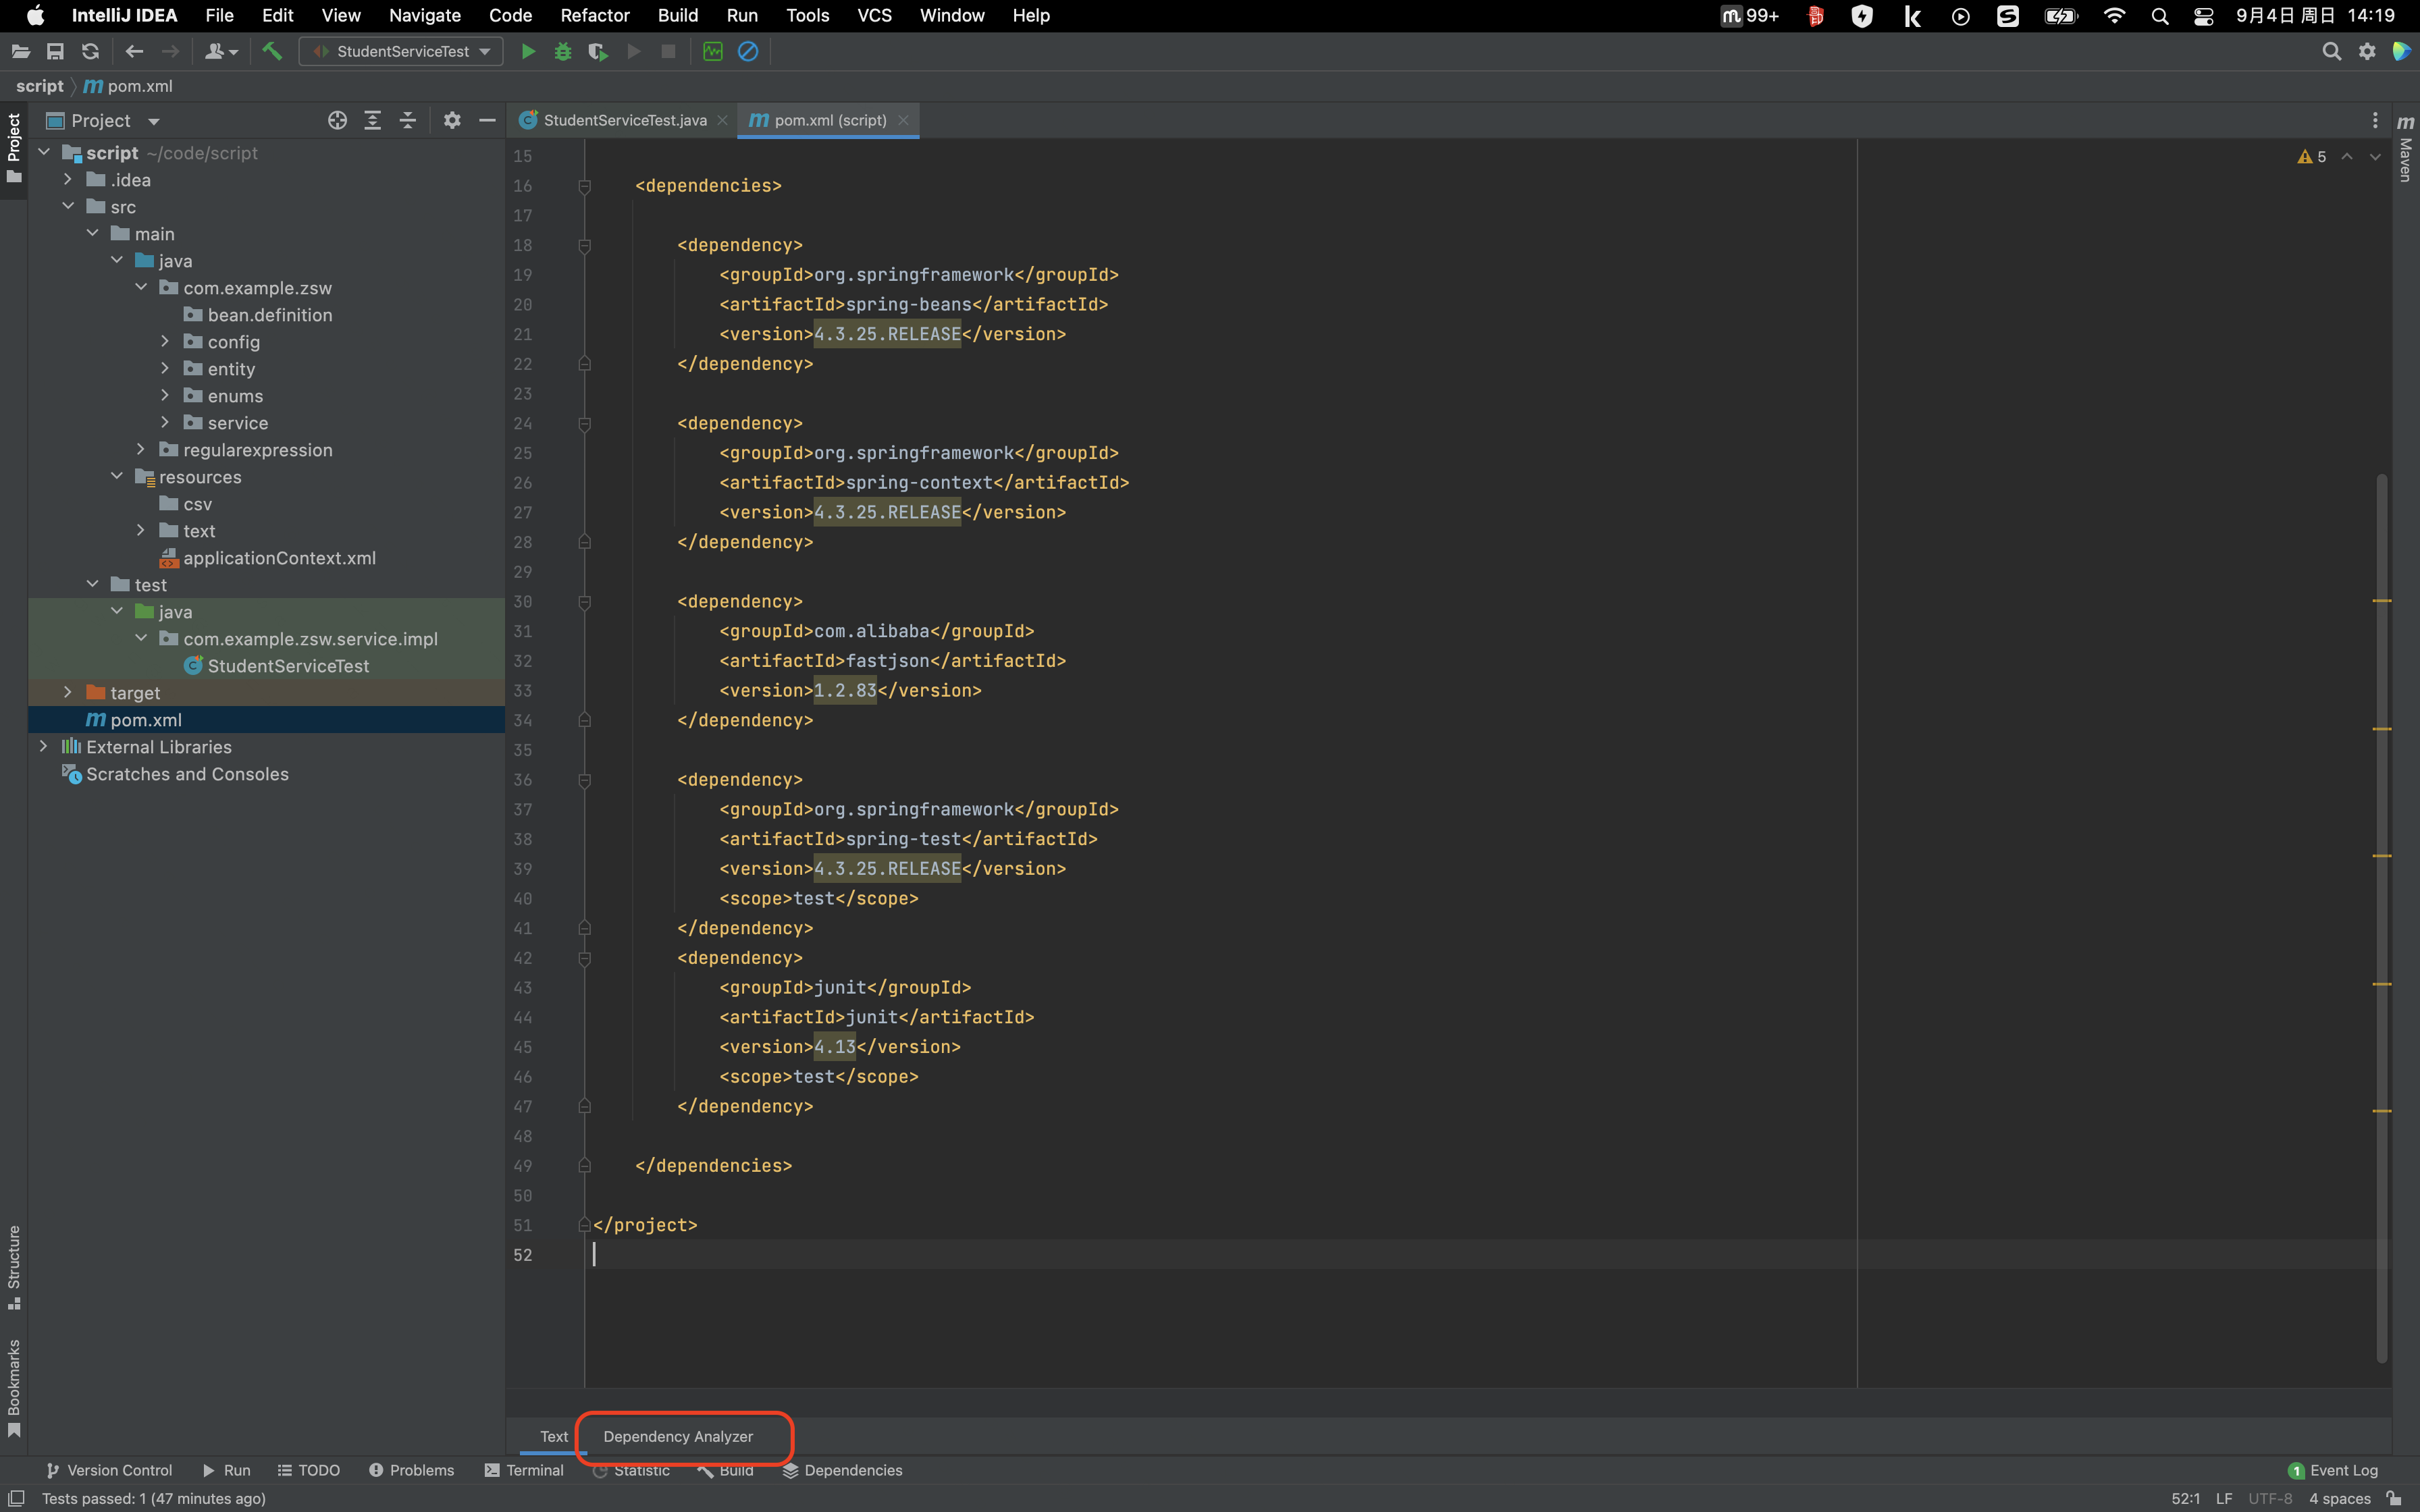 IntelliJ IDEA File Edit View Navigate Code Refactor Build Run Tools VCS Window Help 99+ 9月4日 周日 14:19
StudentServiceTest
script pom.xml
Project
StudentServiceTest.java
pom.xml (script)
Project
Maven
script ~/code/script
.idea
src
main
java
com.example.zsw
bean.definition
config
entity
enums
service
regularexpression
resources
csv
text
applicationContext.xml
test
java
com.example.zsw.service.impl
StudentServiceTest
target
pom.xml
External Libraries
Scratches and Consoles
Structure
Bookmarks
5
15
16 <dependencies>
17
18 <dependency>
19 <groupId>org.springframework</groupId>
20 <artifactId>spring-beans</artifactId>
21 <version>4.3.25.RELEASE</version>
22 </dependency>
23
24 <dependency>
25 <groupId>org.springframework</groupId>
26 <artifactId>spring-context</artifactId>
27 <version>4.3.25.RELEASE</version>
28 </dependency>
29
30 <dependency>
31 <groupId>com.alibaba</groupId>
32 <artifactId>fastjson</artifactId>
33 <version>1.2.83</version>
34 </dependency>
35
36 <dependency>
37 <groupId>org.springframework</groupId>
38 <artifactId>spring-test</artifactId>
39 <version>4.3.25.RELEASE</version>
40 <scope>test</scope>
41 </dependency>
42 <dependency>
43 <groupId>junit</groupId>
44 <artifactId>junit</artifactId>
45 <version>4.13</version>
46 <scope>test</scope>
47 </dependency>
48
49 </dependencies>
50
51 </project>
52
Text Dependency Analyzer
Version Control Run TODO Problems Terminal Statistic Build Dependencies 1 Event Log
Tests passed: 1 (47 minutes ago) 52:1 LF UTF-8 4 spaces